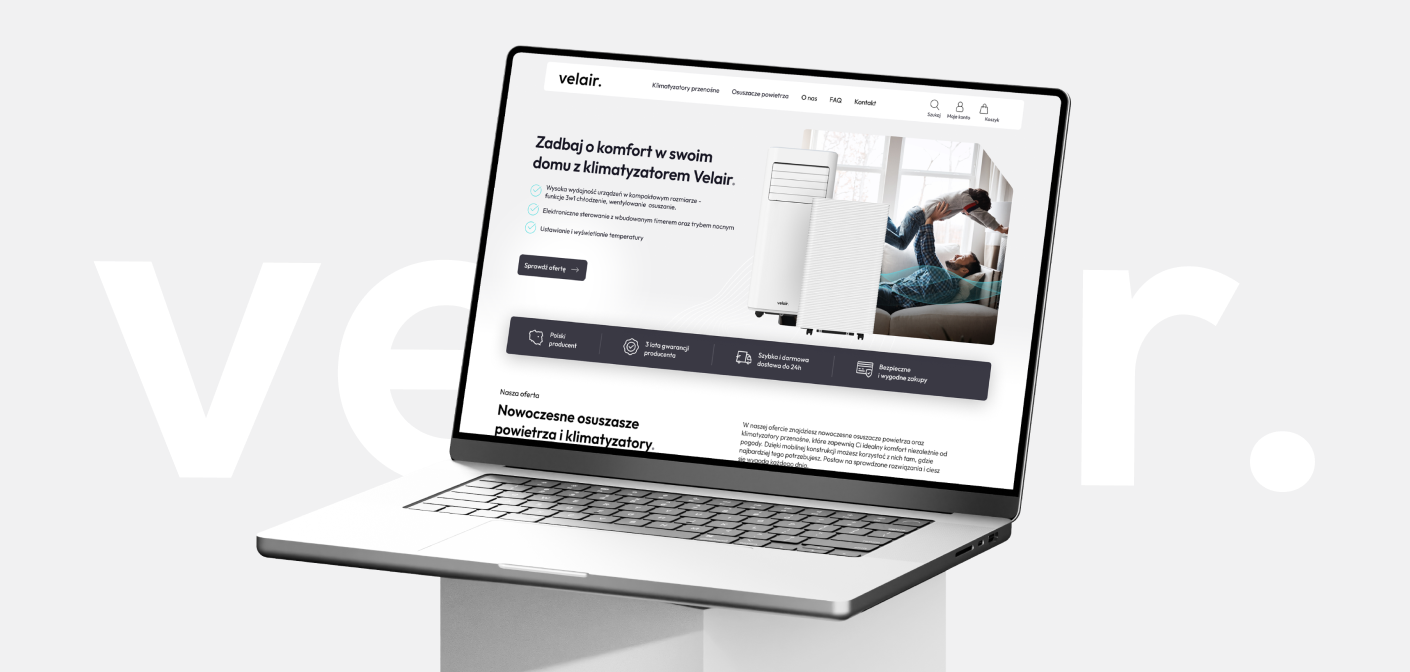 velair.
velair.
Klimatyzatory przenośne
Osuszacze powietrza
O nas
FAQ
Kontakt
Szukaj
Moje konto
Koszyk
Zadbaj o komfort w swoim
domu z klimatyzatorem Velair.
Wysoka wydajność urządzeń w kompaktowym rozmiarze -
funkcje 3w1 chłodzenie, wentylowanie osuszanie.
Elektroniczne sterowanie z wbudowanym timerem oraz trybem nocnym
Ustawianie i wyświetlanie temperatury
Sprawdź ofertę
velair
Polski
producent
3 lata gwarancji
producenta
Szybka i darmowa
dostawa do 24h
Bezpieczne
i wygodne zakupy
Nasza oferta
Nowoczesne osuszasze
powietrza i klimatyzatory.
W naszej ofercie znajdziesz nowoczesne osuszacze powietrza oraz
klimatyzatory przenośne, które zapewnią Ci idealny komfort niezależnie od
pogody. Dzięki mobilnej konstrukcji możesz korzystać z nich tam, gdzie
najbardziej tego potrzebujesz. Postaw na sprawdzone rozwiązania i ciesz
się wygodą każdego dnia.